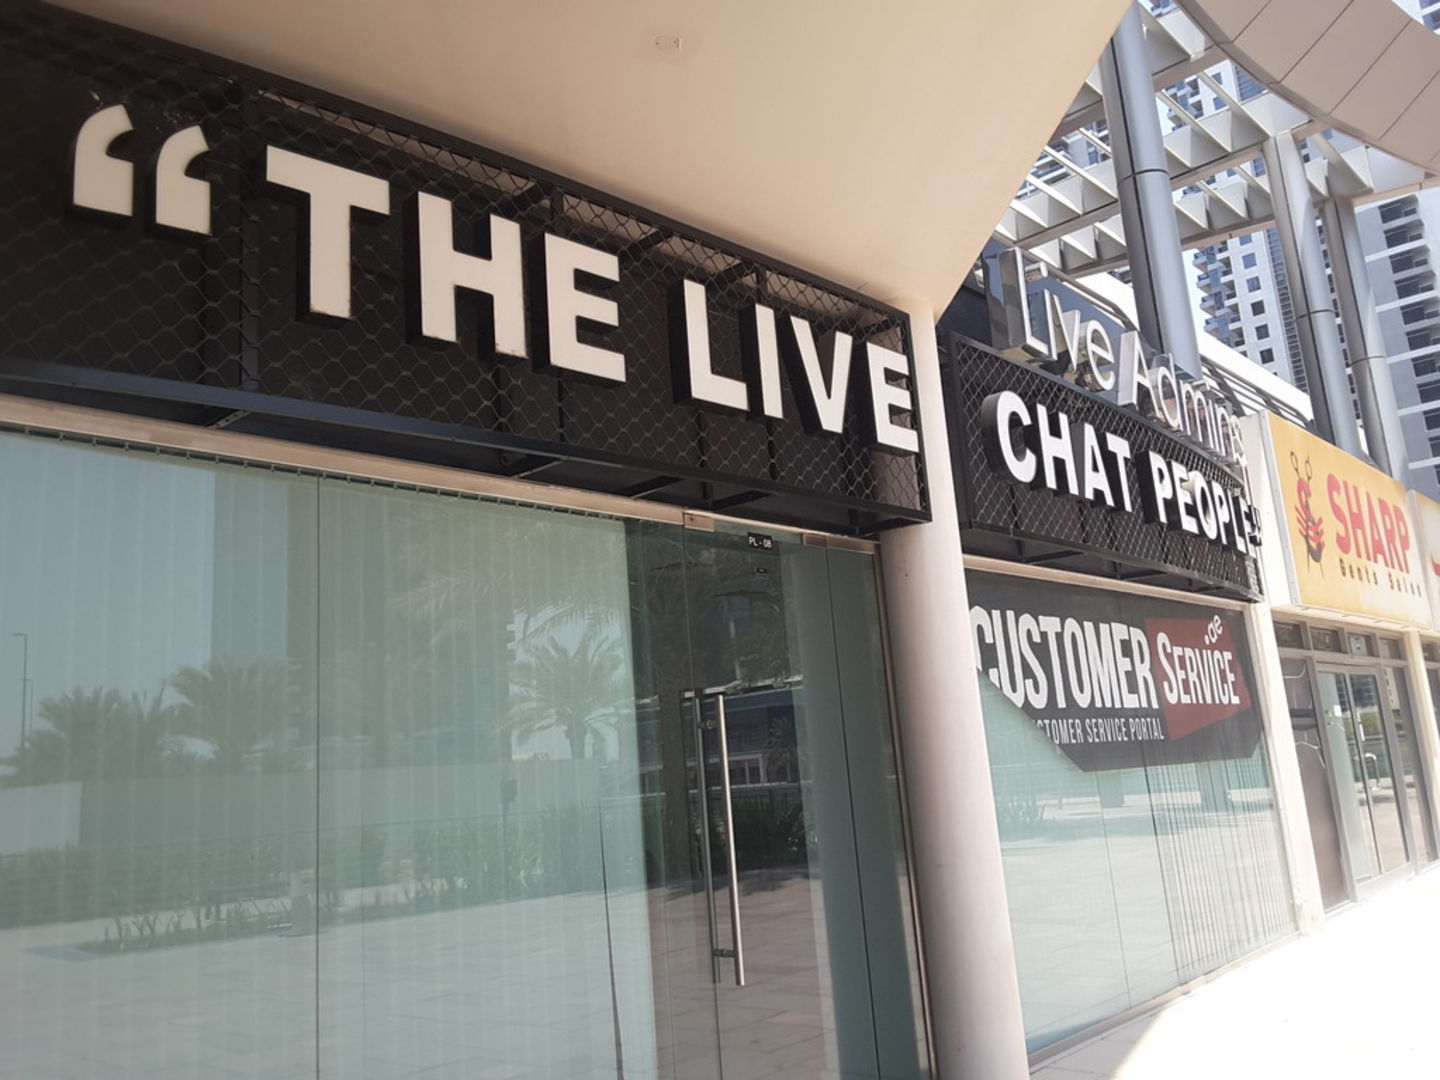 “THE LIVE
Live Admins
CHAT PEOPLE”
PL - 08
CUSTOMER SERVICE .ae
CUSTOMER SERVICE PORTAL
SHARP
Gents Salon